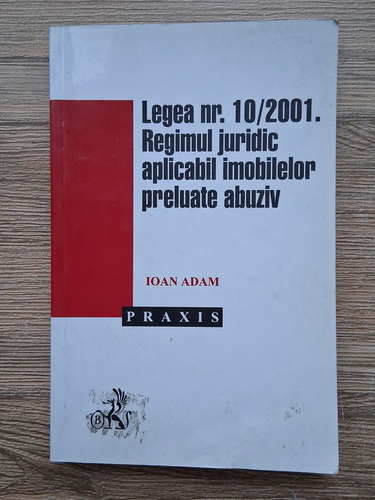 Legea nr. 10/2001.
Regimul juridic
aplicabil imobilelor
preluate abuziv
IOAN ADAM
PRAXIS
B